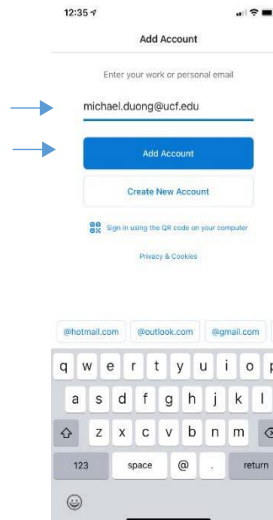 12:35
Add Account
Enter your work or personal email
michael.duong@ucf.edu
Add Account
Create New Account
Sign in using the QR code on your computer
Privacy & Cookies
@hotmail.com @outlook.com @gmail.com
q w e r t y u i o p
a s d f g h j k l
z x c v b n m
123 space @ . return